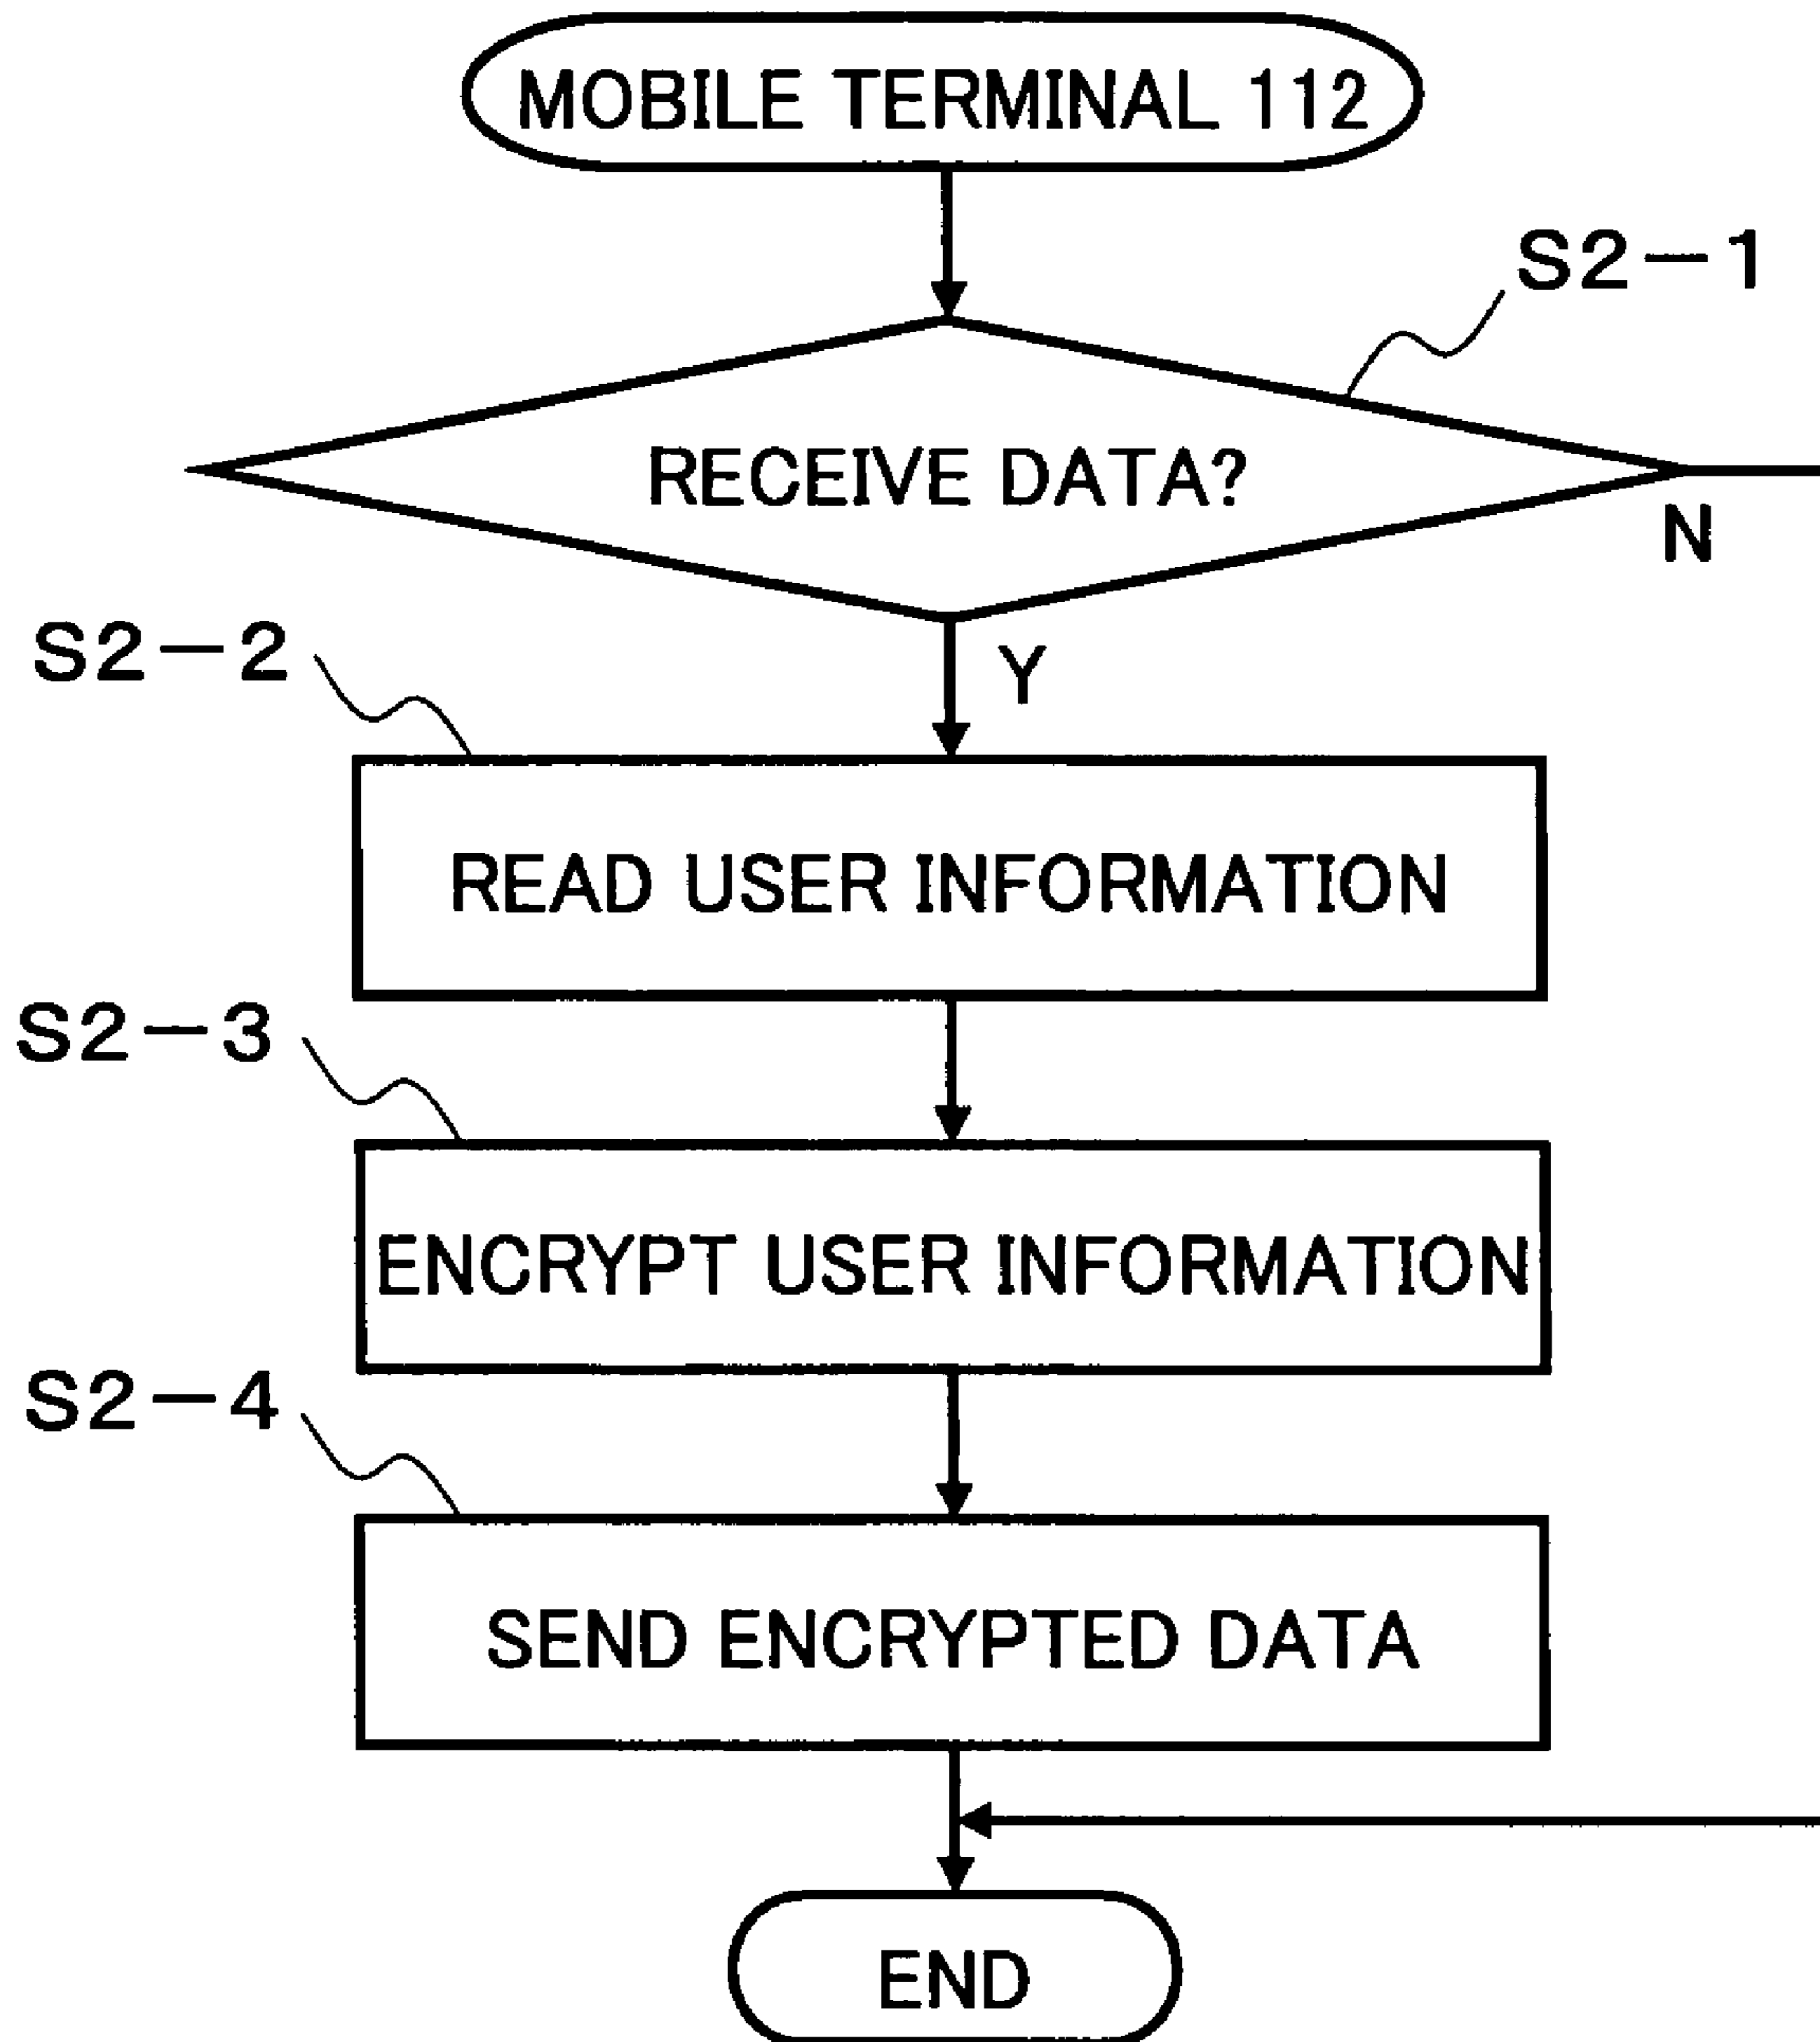 MOBILE TERMINAL 112
S2-1
RECEIVE DATA?
N
S2-2
Y
READ USER INFORMATION
S2-3
ENCRYPT USER INFORMATION
S2-4
SEND ENCRYPTED DATA
END